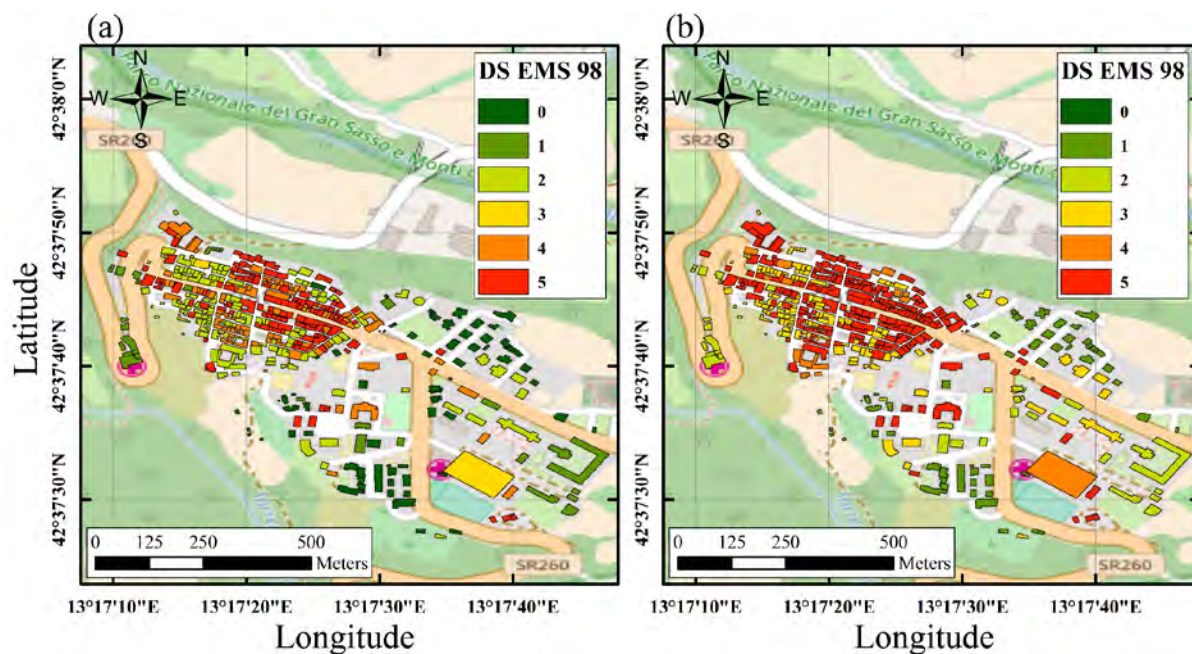 (a)
(b)
N
W E
S
SR260
Parco Nazionale del Gran Sasso e Monti
DS EMS 98
0
1
2
3
4
5
42°38'0"N
42°37'50"N
42°37'40"N
42°37'30"N
Latitude
0 125 250 500
Meters
SR260
13°17'10"E 13°17'20"E 13°17'30"E 13°17'40"E
Longitude
N
W E
S
SR260
Parco Nazionale del Gran Sasso e Monti
DS EMS 98
0
1
2
3
4
5
42°38'0"N
42°37'50"N
42°37'40"N
42°37'30"N
0 125 250 500
Meters
SR260
13°17'10"E 13°17'20"E 13°17'30"E 13°17'40"E
Longitude